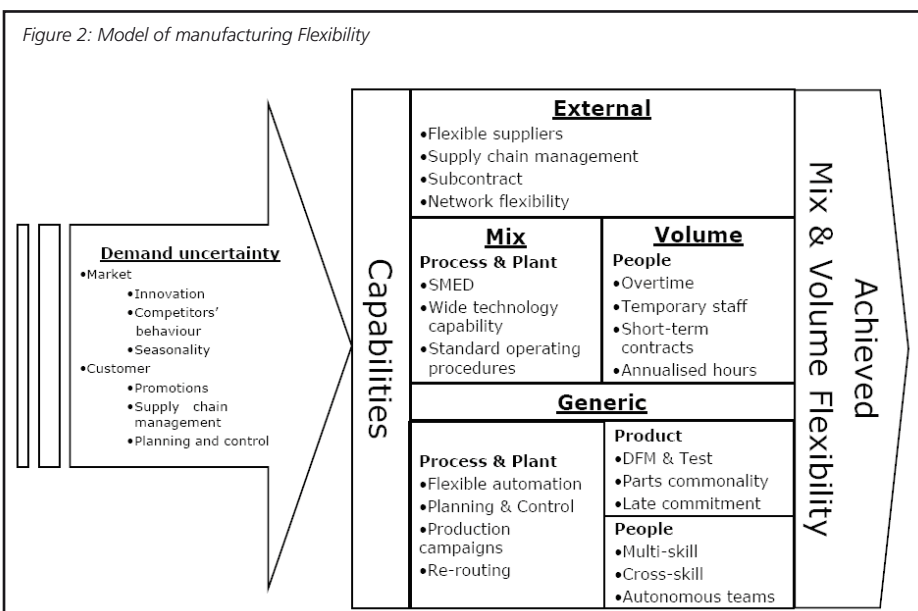 Figure 2: Model of manufacturing Flexibility
Demand uncertainty
•Market
•Innovation
•Competitors'
behaviour
•Seasonality
•Customer
•Promotions
•Supply chain
management
•Planning and control
Capabilities
External
•Flexible suppliers
•Supply chain management
•Subcontract
•Network flexibility
Mix
Process & Plant
•SMED
•Wide technology
capability
•Standard operating
procedures
Volume
People
•Overtime
•Temporary staff
•Short-term
contracts
•Annualised hours
Generic
Process & Plant
•Flexible automation
•Planning & Control
•Production
campaigns
•Re-routing
Product
•DFM & Test
•Parts commonality
•Late commitment
People
•Multi-skill
•Cross-skill
•Autonomous teams
Achieved
Mix & Volume Flexibility